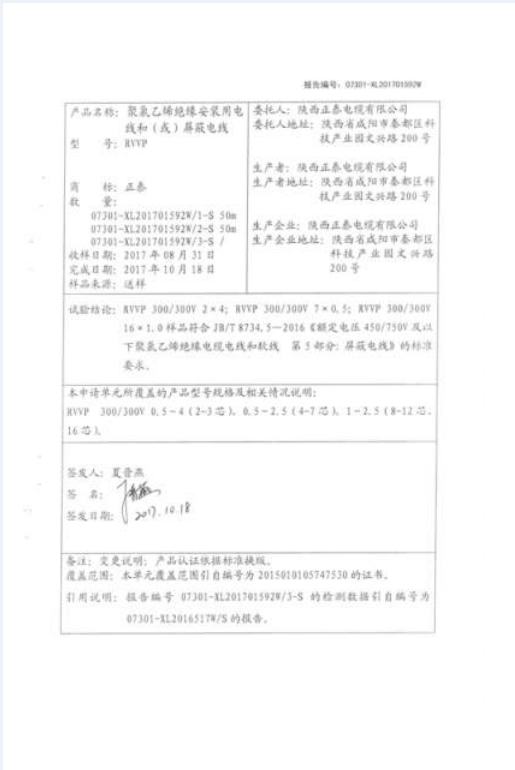 报告编号: 07301-XL201701592W
产品名称: 聚氯乙烯绝缘安装用电
线和(或)屏蔽电线
型 号: RVVP
商 标: 正泰
数 量:
07301-XL201701592W/1-S 50m
07301-XL201701592W/2-S 50m
07301-XL201701592W/3-S /
收样日期: 2017年08月31日
完成日期: 2017年10月18日
样品来源: 送样
委托人: 陕西正泰电缆有限公司
委托人地址: 陕西省咸阳市秦都区科
技产业园文兴路200号
生产者: 陕西正泰电缆有限公司
生产者地址: 陕西省咸阳市秦都区科
技产业园文兴路200号
生产企业: 陕西正泰电缆有限公司
生产企业地址: 陕西省咸阳市秦都区
科技产业园文兴路
200号
试验结论: RVVP 300/300V 2×4; RVVP 300/300V 7×0.5; RVVP 300/300V
16×1.0样品符合JB/T 8734.5—2016《额定电压450/750V及以
下聚氯乙烯绝缘电缆电线和软线 第5部分: 屏蔽电线》的标准
要求。
本申请单元所覆盖的产品型号规格及相关情况说明:
RVVP 300/300V 0.5~4(2~3芯)、0.5~2.5(4~7芯)、1~2.5(8~12芯、
16芯)。
签发人: 夏晋燕
签 名:
签发日期: 2017.10.18
备注: 变更说明: 产品认证依据标准换版。
覆盖范围: 本单元覆盖范围引自编号为2015010105747530的证书。
引用说明: 报告编号 07301-XL201701592W/3-S 的检测数据引自编号为
07301-XL2016517W/S的报告。